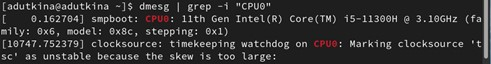 [adutkina@adutkina ~]$ dmesg | grep -i "CPU0"
[    0.162704] smpboot: CPU0: 11th Gen Intel(R) Core(TM) i5-11300H @ 3.10GHz (fa
mily: 0x6, model: 0x8c, stepping: 0x1)
[10747.752379] clocksource: timekeeping watchdog on CPU0: Marking clocksource 't
sc' as unstable because the skew is too large: